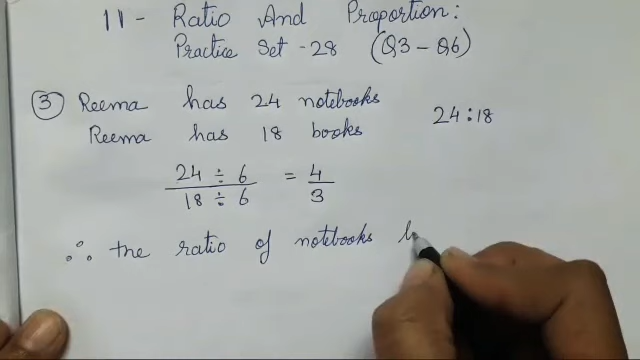 11 - Ratio And Proportion:
Practice Set - 28 (Q3 - Q6)
3 Reema has 24 notebooks
Reema has 18 books
24:18
24 ÷ 6 = 4
18 ÷ 6 3
∴ the ratio of notebooks